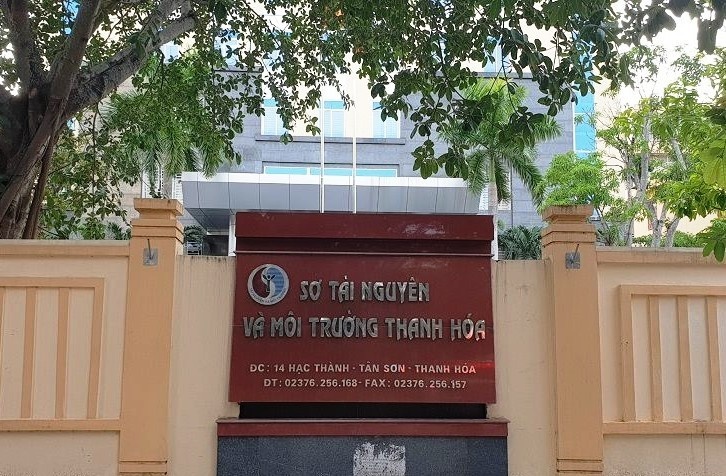 SỞ TÀI NGUYÊN
VÀ MÔI TRƯỜNG THANH HÓA
ĐC: 14 HẠC THÀNH - TÂN SƠN - THANH HÓA
ĐT: 02376.256.168 - FAX: 02376.256.157